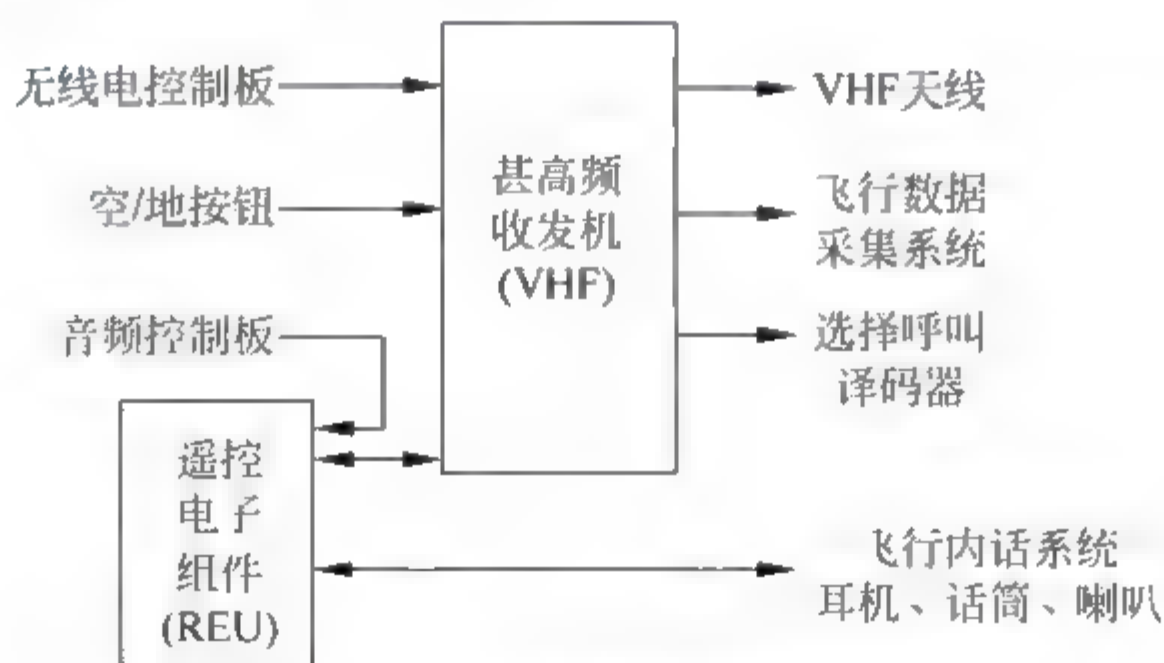 无线电控制板
空/地按钮
音频控制板
遥控
电子
组件
(REU)
甚高频
收发机
(VHF)
VHF天线
飞行数据
采集系统
选择呼叫
译码器
飞行内话系统
耳机、话筒、喇叭